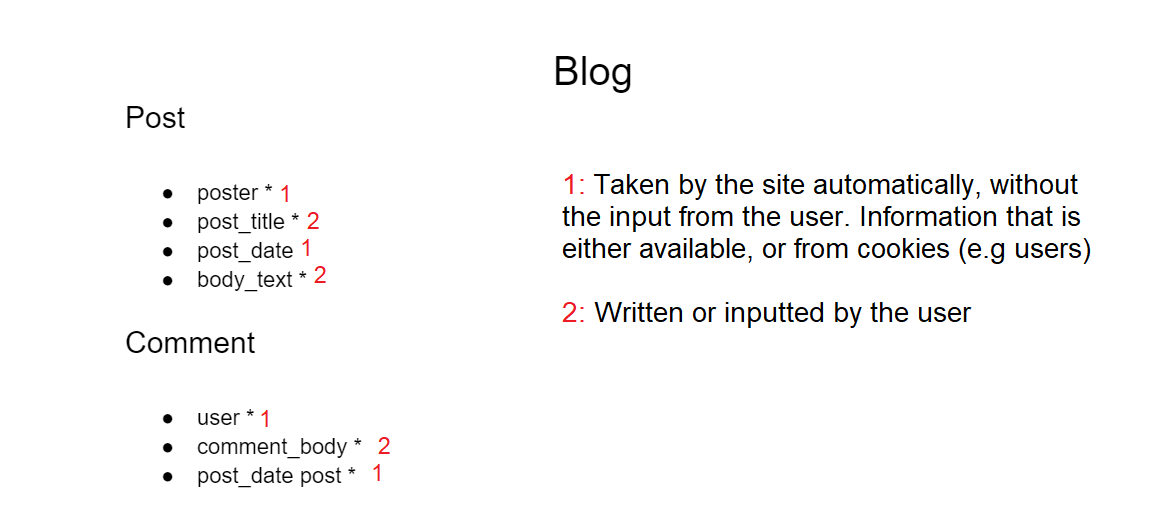 Blog
Post
● poster * 1
● post_title * 2
● post_date 1
● body_text * 2
Comment
● user * 1
● comment_body * 2
● post_date post * 1
1: Taken by the site automatically, without
the input from the user. Information that is
either available, or from cookies (e.g users)
2: Written or inputted by the user